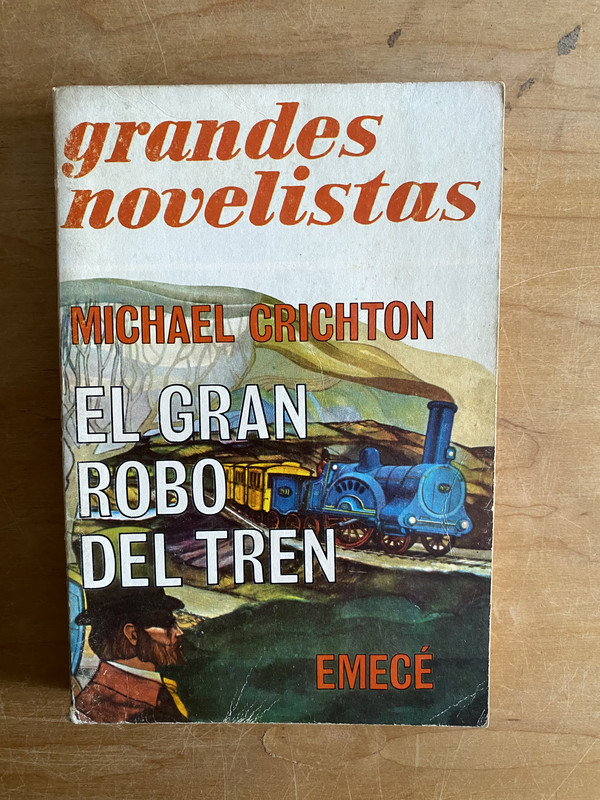 grandes
novelistas
MICHAEL CRICHTON
EL GRAN
ROBO
DEL TREN
EMECÉ